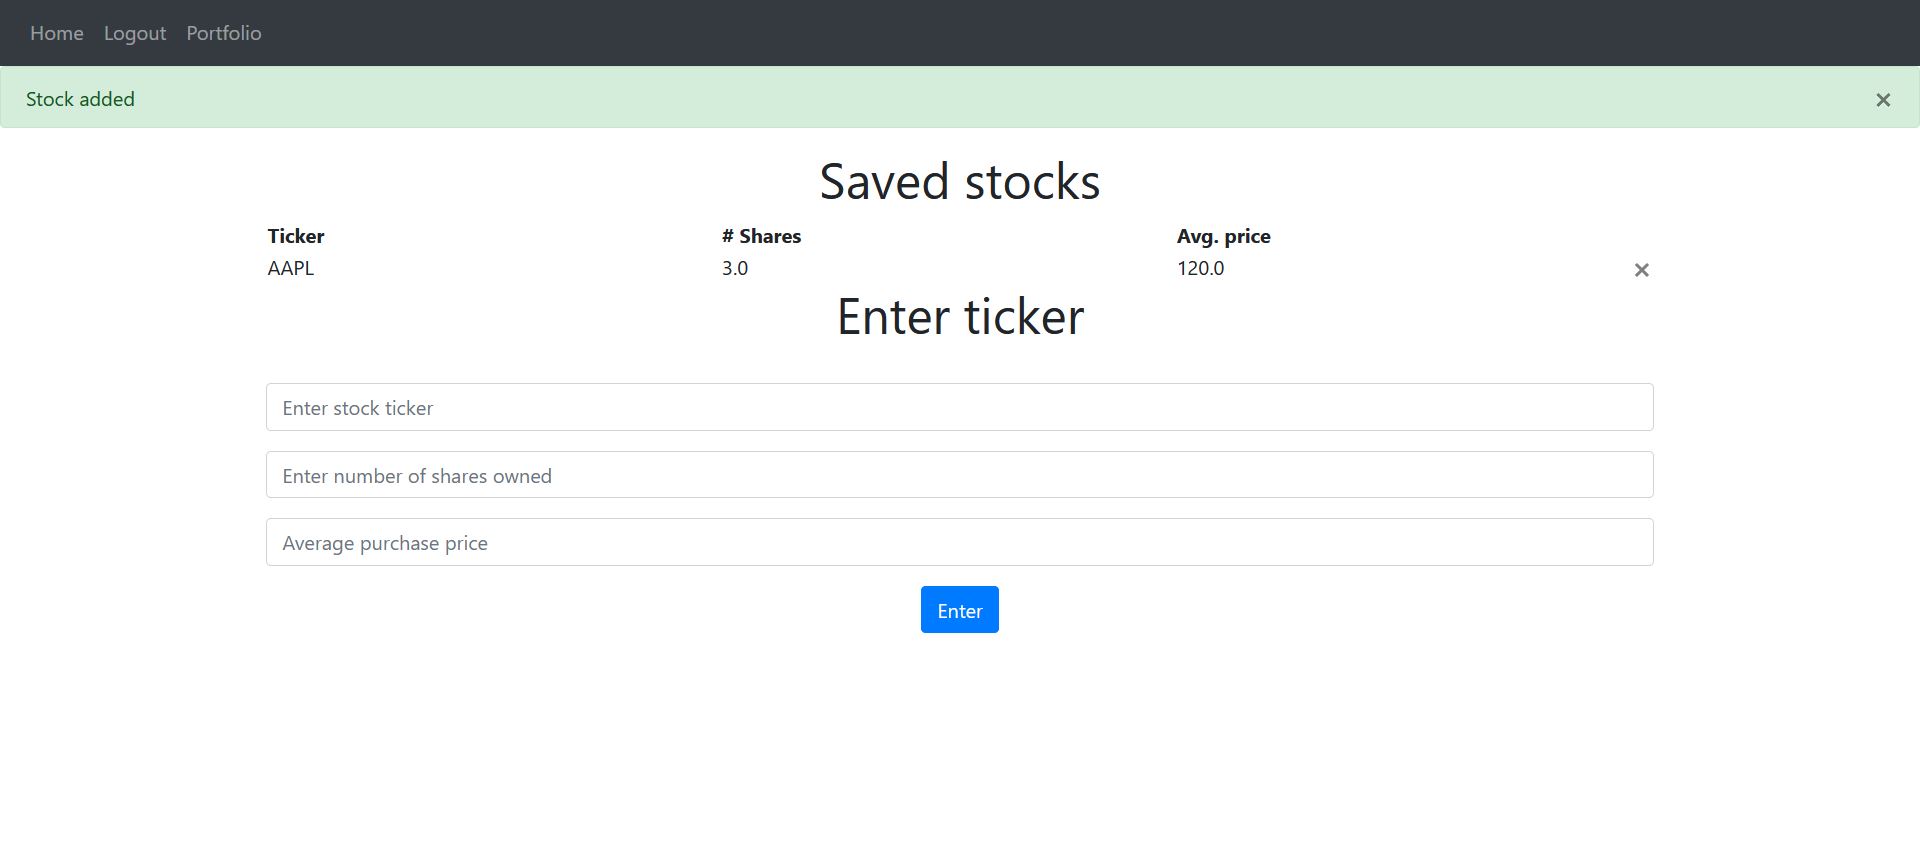 Home Logout Portfolio
Stock added ×
Saved stocks
Ticker # Shares Avg. price
AAPL 3.0 120.0 ×
Enter ticker
Enter stock ticker
Enter number of shares owned
Average purchase price
Enter